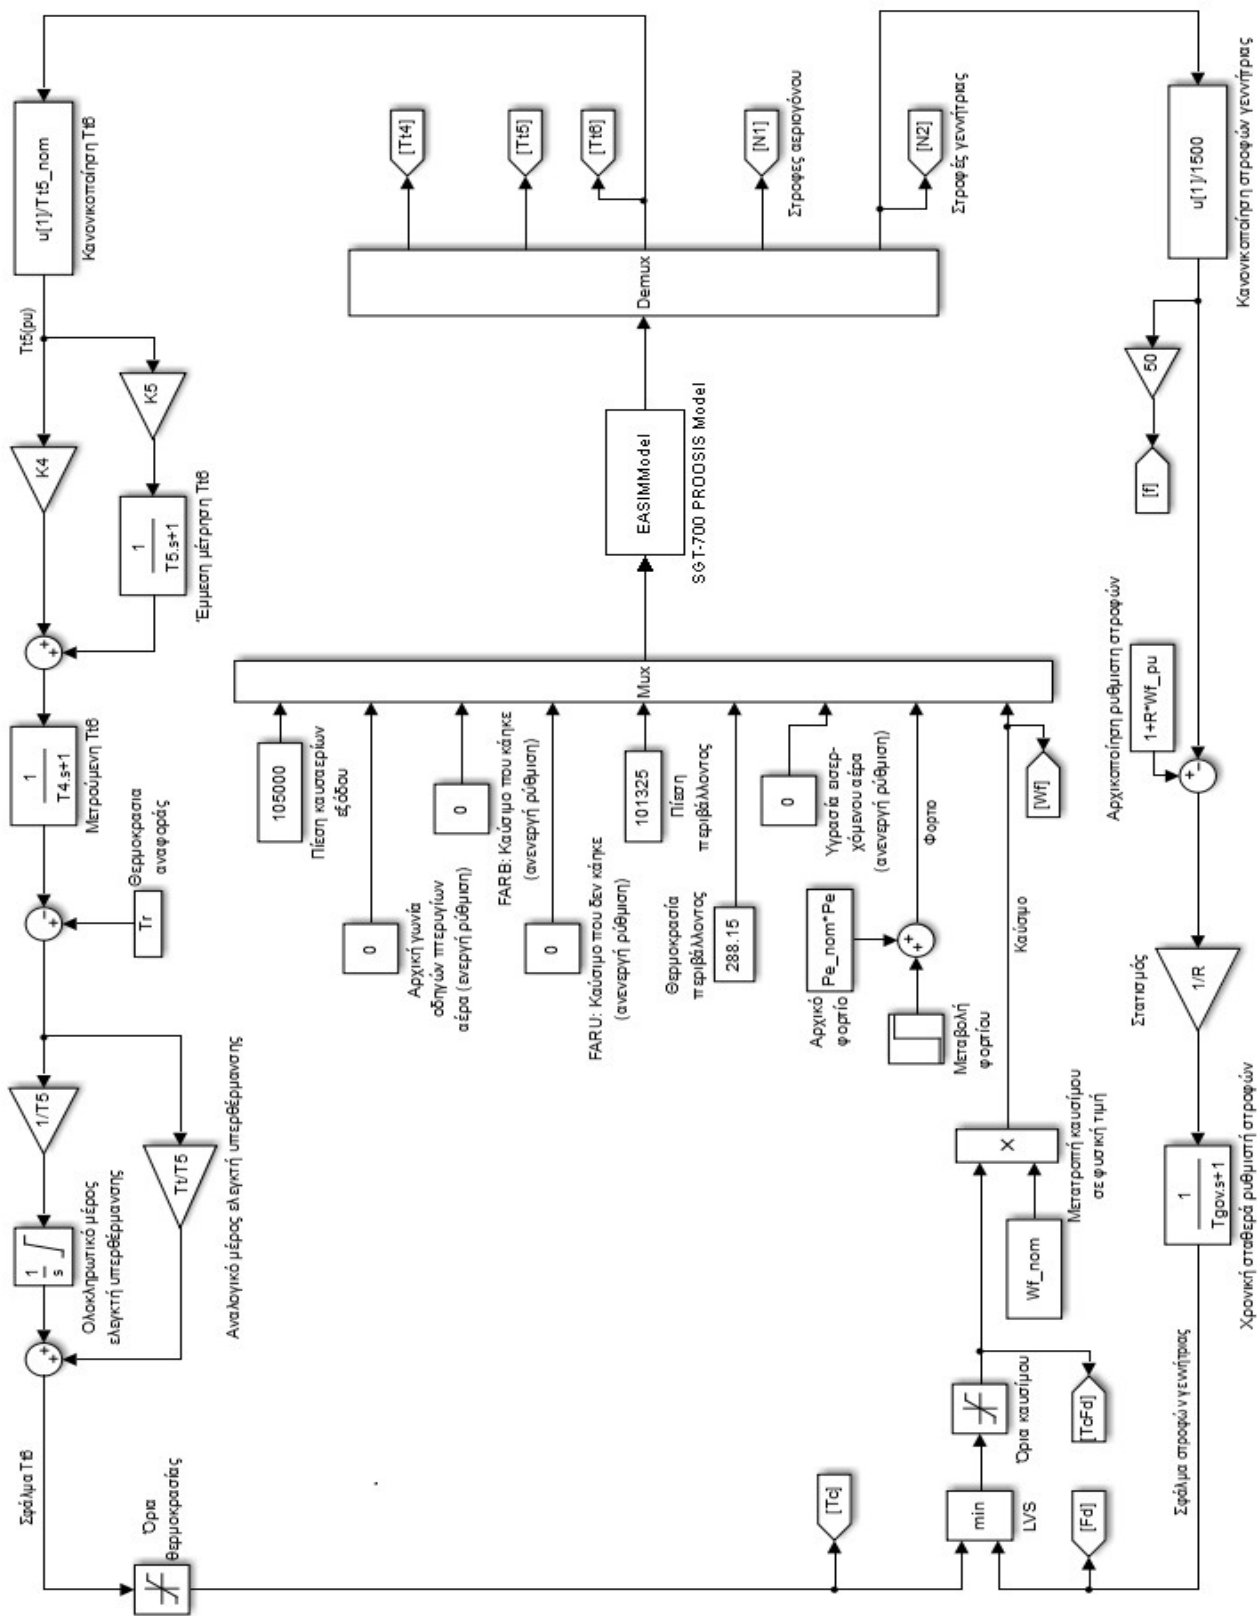 Σφάλμα Tt6
Όρια
θερμοκρασίας
1
s
Ολοκληρωτικό μέρος
ελεγκτή υπερθέρμανσης
1/T5
Tt/T5
Αναλογικό μέρος ελεγκτή υπερθέρμανσης
Tr
Θερμοκρασια
αναφοράς
1
T4.s+1
Μετρούμενη Tt6
K4
1
T5.s+1
Έμμεση μέτρηση Tt6
K5
Tt5(pu)
u[1]/Tt5_nom
Κανονικοποίηση Tt6
105000
Πίεση καυσαερίων
εξόδου
0
Αρχική γωνία
οδηγών πτερυγίων
αέρα (ενεργή ρύθμιση)
0
FARB: Καύσιμο που κάηκε
(ανενεργή ρύθμιση)
0
FARU: Καύσιμο που δεν κάηκε
(ανενεργή ρύθμιση)
101325
Πίεση
περιβάλλοντος
Θερμοκρασία
περιβάλλοντος
288.15
0
Υγρασία εισερ-
χόμενου αέρα
(ανενεργή ρύθμιση)
Αρχικό
φορτίο
Pe_nom*Pe
Μεταβολή
φορτίου
Φορτιο
Καύσιμο
[Wf]
Mux
EASIMModel
SGT-700 PROOSIS Model
Demux
[Tt4]
[Tt5]
[Tt6]
[N1]
Στροφες αεριογόνου
[N2]
Στροφές γεννήτριας
[Tc]
min
LVS
Όρια καυσίμου
[TcFd]
[Fd]
Wf_nom
X
Μετατροπή καυσίμου
σε φυσική τιμή
Σφάλμα στροφών γεννήτριας
1
Tgov.s+1
Χρονική σταθερά ρυθμιστή στροφών
Στατισμός
1/R
Αρχικοποίηση ρυθμιστη στροφών
1+R*Wf_pu
[f]
50
u[1]/1500
Κανονικοποίηση στροφών γεννήτριας